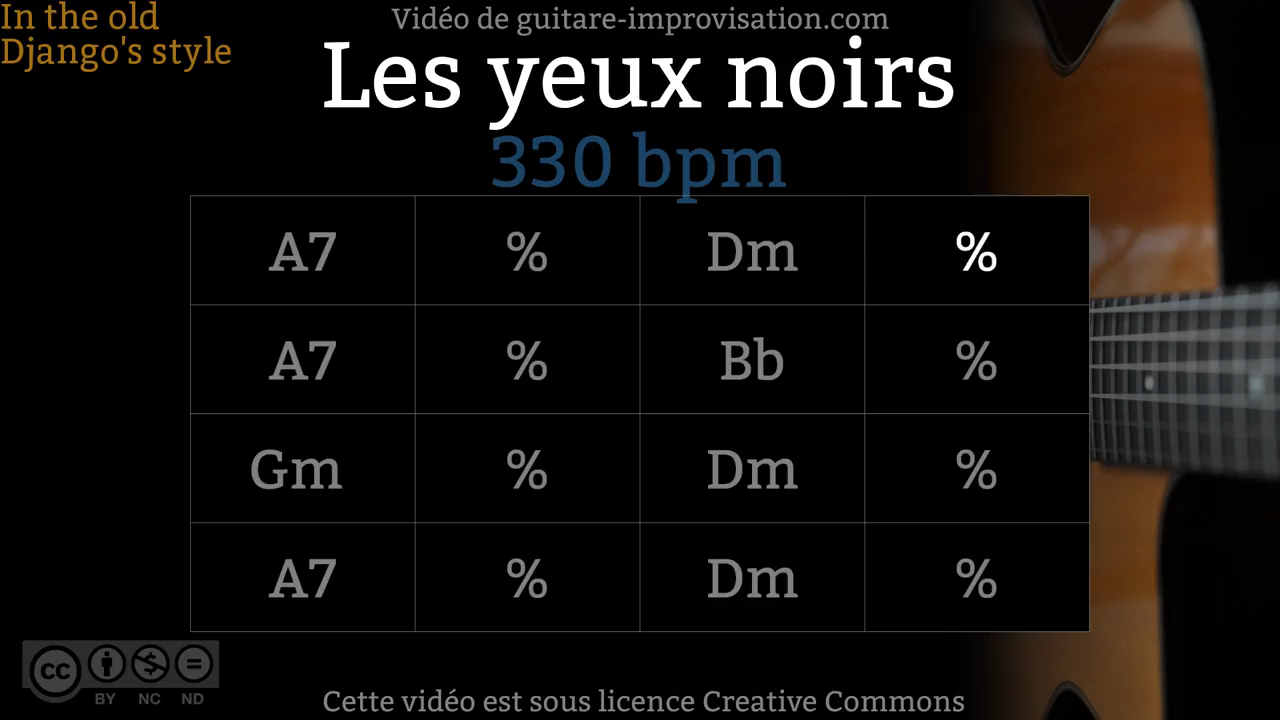 In the old
Django's style
Vidéo de guitare-improvisation.com
Les yeux noirs
330 bpm
A7 % Dm %
A7 % Bb %
Gm % Dm %
A7 % Dm %
cc BY NC ND
Cette vidéo est sous licence Creative Commons